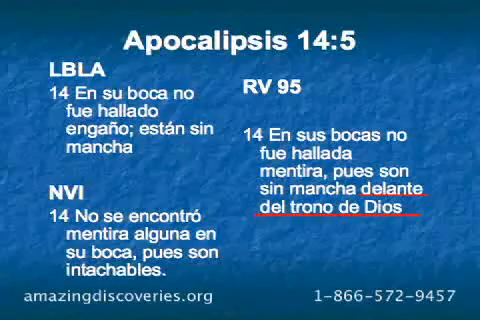 Apocalipsis 14:5
LBLA
14 En su boca no
fue hallado
engaño; están sin
mancha
NVI
14 No se encontró
mentira alguna en
su boca, pues son
intachables.
RV 95
14 En sus bocas no
fue hallada
mentira, pues son
sin mancha delante
del trono de Dios
amazingdiscoveries.org
1-866-572-9457